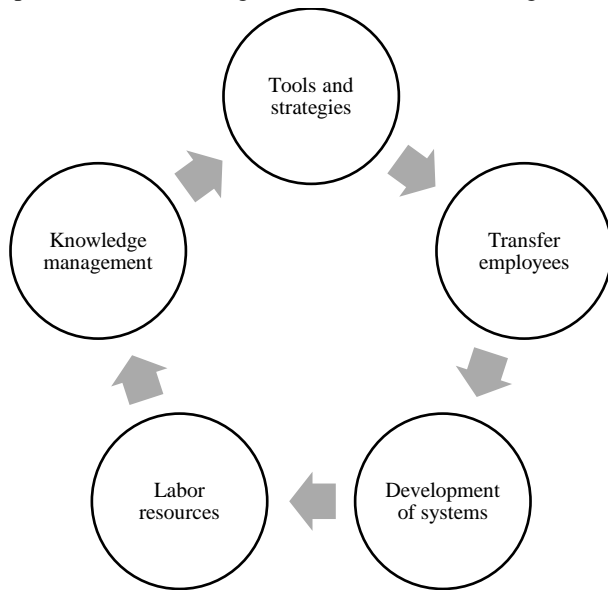 Tools and
strategies
Transfer
employees
Development
of systems
Labor
resources
Knowledge
management